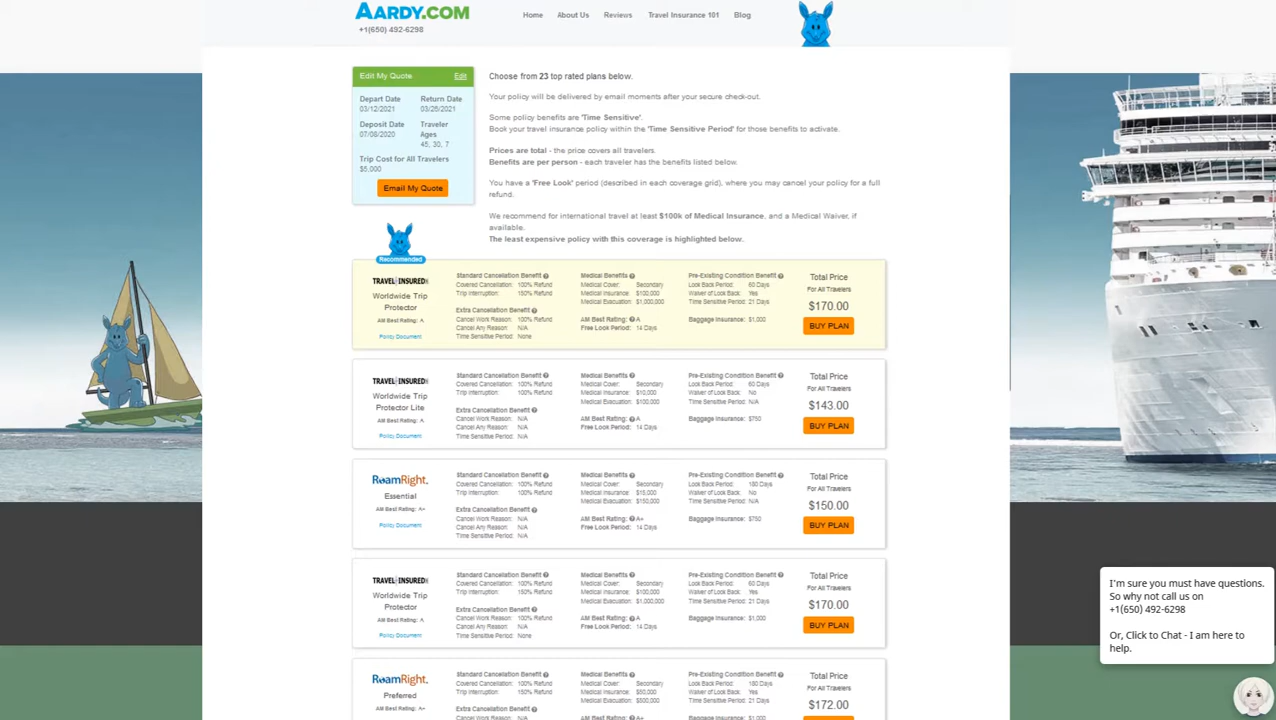 AARDY.COM
+1(650) 492-6298
Home About Us Reviews Travel Insurance 101 Blog
Edit My Quote Edit
Depart Date Return Date
03/12/2021 03/26/2021
Deposit Date Traveler
07/08/2020 Ages
45, 30, 7
Trip Cost for All Travelers
$5,000
Email My Quote
Choose from 23 top rated plans below.
Your policy will be delivered by email moments after your secure check-out.
Some policy benefits are 'Time Sensitive'.
Book your travel insurance policy within the 'Time Sensitive Period' for those benefits to activate.
Prices are total - the price covers all travelers.
Benefits are per person - each traveler has the benefits listed below.
You have a 'Free Look' period (described in each coverage grid), where you may cancel your policy for a full
refund.
We recommend for international travel at least $100k of Medical Insurance, and a Medical Waiver, if
available.
The least expensive policy with this coverage is highlighted below.
Recommended
TRAVEL INSURED
Worldwide Trip
Protector
AM Best Rating: A
Policy Document
Standard Cancellation Benefit
Covered Cancellation: 100% Refund
Trip Interruption: 150% Refund
Extra Cancellation Benefit
Cancel Work Reason: 100% Refund
Cancel Any Reason: N/A
Time Sensitive Period: None
Medical Benefits
Medical Cover: Secondary
Medical Insurance: $100,000
Medical Evacuation: $1,000,000
AM Best Rating: A
Free Look Period: 14 Days
Pre-Existing Condition Benefit
Look Back Period: 60 Days
Waiver of Look Back: Yes
Time Sensitive Period: 21 Days
Baggage Insurance: $1,000
Total Price
For All Travelers
$170.00
BUY PLAN
TRAVEL INSURED
Worldwide Trip
Protector Lite
AM Best Rating: A
Policy Document
Standard Cancellation Benefit
Covered Cancellation: 100% Refund
Trip Interruption: 100% Refund
Extra Cancellation Benefit
Cancel Work Reason: N/A
Cancel Any Reason: N/A
Time Sensitive Period: N/A
Medical Benefits
Medical Cover: Secondary
Medical Insurance: $10,000
Medical Evacuation: $100,000
AM Best Rating: A
Free Look Period: 14 Days
Pre-Existing Condition Benefit
Look Back Period: 60 Days
Waiver of Look Back: No
Time Sensitive Period: N/A
Baggage Insurance: $750
Total Price
For All Travelers
$143.00
BUY PLAN
RoamRight.
Essential
AM Best Rating: A+
Policy Document
Standard Cancellation Benefit
Covered Cancellation: 100% Refund
Trip Interruption: 100% Refund
Extra Cancellation Benefit
Cancel Work Reason: N/A
Cancel Any Reason: N/A
Time Sensitive Period: N/A
Medical Benefits
Medical Cover: Secondary
Medical Insurance: $15,000
Medical Evacuation: $150,000
AM Best Rating: A+
Free Look Period: 14 Days
Pre-Existing Condition Benefit
Look Back Period: 180 Days
Waiver of Look Back: No
Time Sensitive Period: N/A
Baggage Insurance: $750
Total Price
For All Travelers
$150.00
BUY PLAN
TRAVEL INSURED
Worldwide Trip
Protector
AM Best Rating: A
Policy Document
Standard Cancellation Benefit
Covered Cancellation: 100% Refund
Trip Interruption: 150% Refund
Extra Cancellation Benefit
Cancel Work Reason: 100% Refund
Cancel Any Reason: N/A
Time Sensitive Period: None
Medical Benefits
Medical Cover: Secondary
Medical Insurance: $100,000
Medical Evacuation: $1,000,000
AM Best Rating: A
Free Look Period: 14 Days
Pre-Existing Condition Benefit
Look Back Period: 60 Days
Waiver of Look Back: Yes
Time Sensitive Period: 21 Days
Baggage Insurance: $1,000
Total Price
For All Travelers
$170.00
BUY PLAN
RoamRight.
Preferred
AM Best Rating: A+
Standard Cancellation Benefit
Covered Cancellation: 100% Refund
Trip Interruption: 150% Refund
Extra Cancellation Benefit
Medical Benefits
Medical Cover: Secondary
Medical Insurance: $50,000
Medical Evacuation: $500,000
AM Best Rating: A+
Pre-Existing Condition Benefit
Look Back Period: 180 Days
Waiver of Look Back: Yes
Time Sensitive Period: 21 Days
Baggage Insurance: $1,000
Total Price
For All Travelers
$172.00
I'm sure you must have questions.
So why not call us on
+1(650) 492-6298
Or, Click to Chat - I am here to
help.